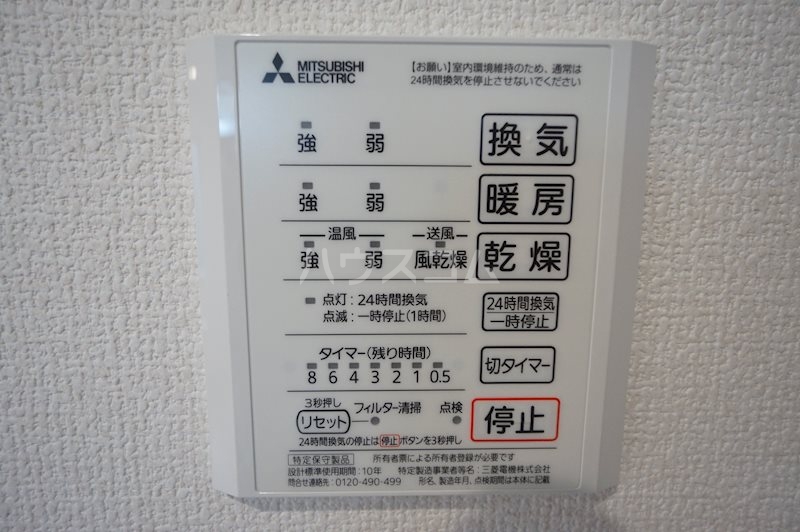 MITSUBISHI
ELECTRIC
【お願い】室内環境維持のため、通常は
24時間換気を停止させないでください
強 弱 換気
強 弱 暖房
温風 送風
強 弱 風乾燥 乾燥
点灯：24時間換気
点滅：一時停止(1時間)
24時間換気
一時停止
タイマー(残り時間)
8 6 4 3 2 1 0.5
切タイマー
3秒押し
リセット フィルター清掃 点検 停止
24時間換気の停止は停止ボタンを3秒押し
特定保守製品 所有者票による所有者登録が必要です
設計標準使用期間：10年 特定製造事業者等名：三菱電機株式会社
問合せ連絡先：0120-490-499 形名、製造年月、点検期間は本体に記載
ハウスコム